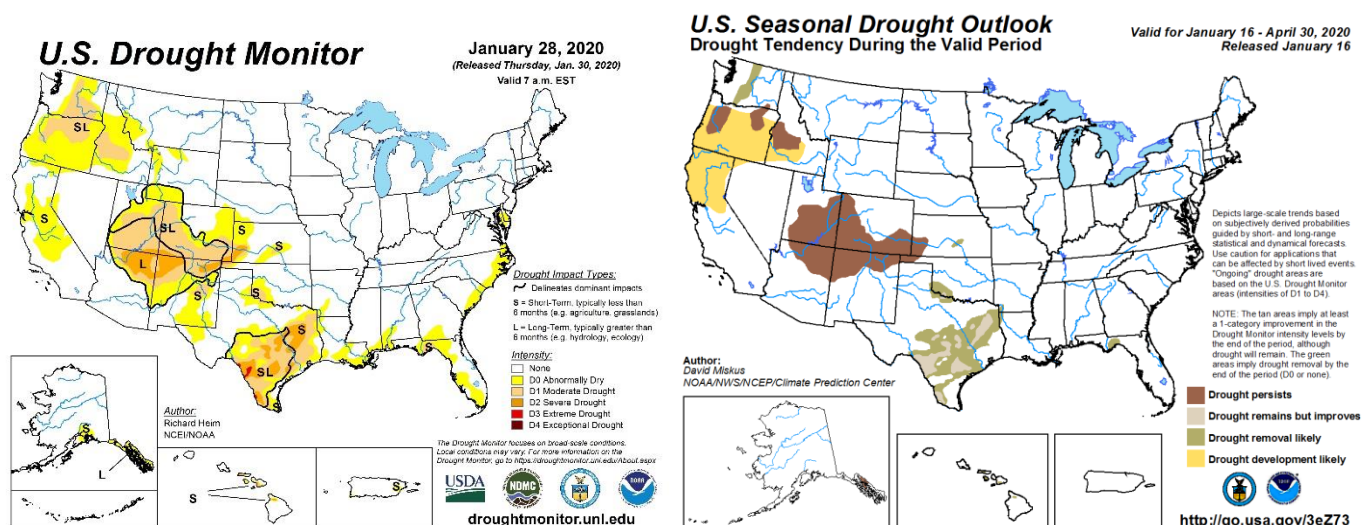 U.S. Drought Monitor
January 28, 2020
(Released Thursday, Jan. 30, 2020)
Valid 7 a.m. EST
SL
S
SL
S
S
L
S
S
S
SL
S
S
Drought Impact Types:
Delineates dominant impacts
S = Short-Term, typically less than
6 months (e.g. agriculture, grasslands)
L = Long-Term, typically greater than
6 months (e.g. hydrology, ecology)
Intensity:
None
D0 Abnormally Dry
D1 Moderate Drought
D2 Severe Drought
D3 Extreme Drought
D4 Exceptional Drought
Author:
Richard Heim
NCEI/NOAA
S
L
S
S
The Drought Monitor focuses on broad-scale conditions.
Local conditions may vary. For more information on the
Drought Monitor, go to https://droughtmonitor.unl.edu/About.aspx
USDA
NDMC
NOAA
droughtmonitor.unl.edu
U.S. Seasonal Drought Outlook
Drought Tendency During the Valid Period
Valid for January 16 - April 30, 2020
Released January 16
Depicts large-scale trends based
on subjectively derived probabilities
guided by short- and long-range
statistical and dynamical forecasts.
Use caution for applications that
can be affected by short lived events.
"Ongoing" drought areas are
based on the U.S. Drought Monitor
areas (intensities of D1 to D4).
NOTE: The tan areas imply at least
a 1-category improvement in the
Drought Monitor intensity levels by
the end of the period, although
drought will remain. The green
areas imply drought removal by the
end of the period (D0 or none).
Author:
David Miskus
NOAA/NWS/NCEP/Climate Prediction Center
Drought persists
Drought remains but improves
Drought removal likely
Drought development likely
http://go.usa.gov/3eZ73